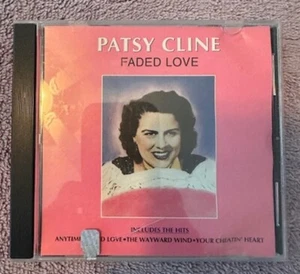 PATSY CLINE
FADED LOVE
INCLUDES THE HITS
ANYTIME • D LOVE • THE WAYWARD WIND • YOUR CHEATIN' HEART